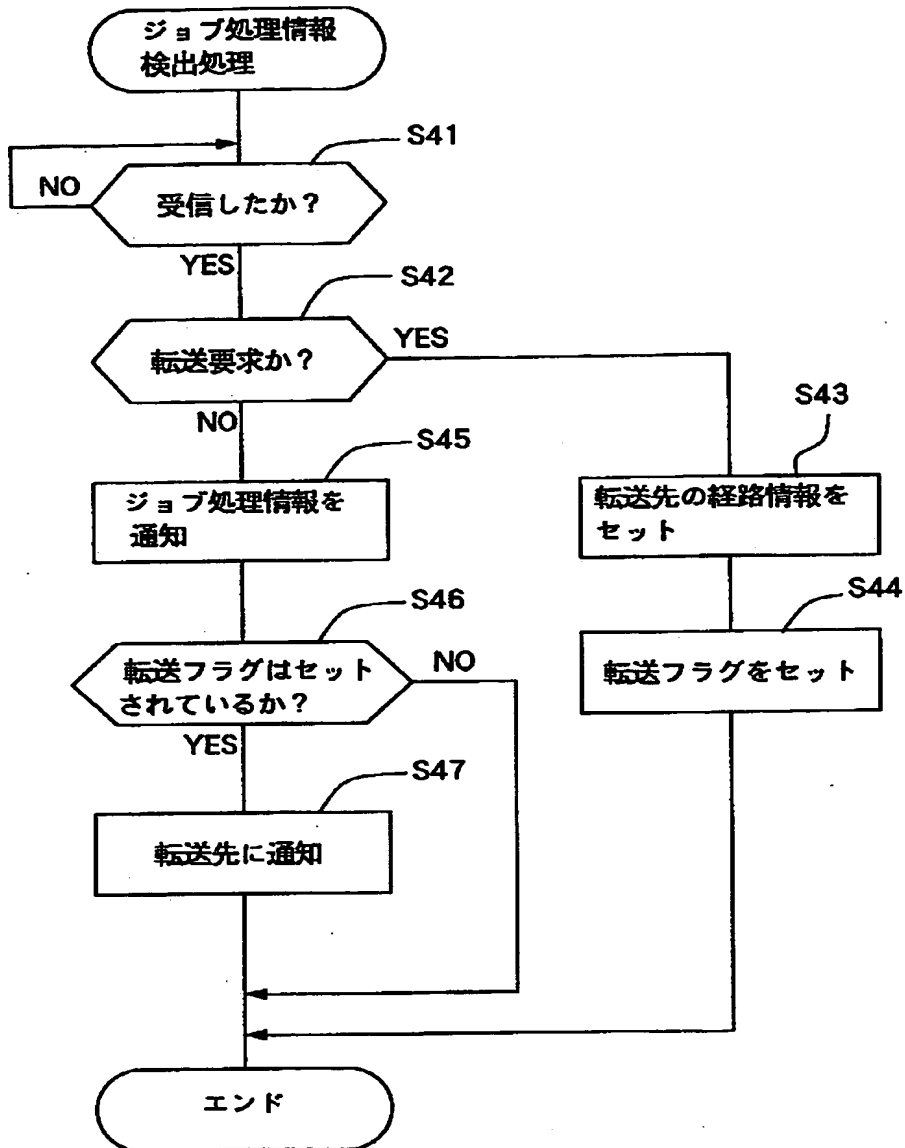 ジョブ処理情報
検出処理
S41
NO
受信したか？
YES
S42
転送要求か？
YES
NO
S43
転送先の経路情報を
セット
S45
ジョブ処理情報を
通知
S44
転送フラグをセット
S46
転送フラグはセット
されているか？
NO
YES
S47
転送先に通知
エンド